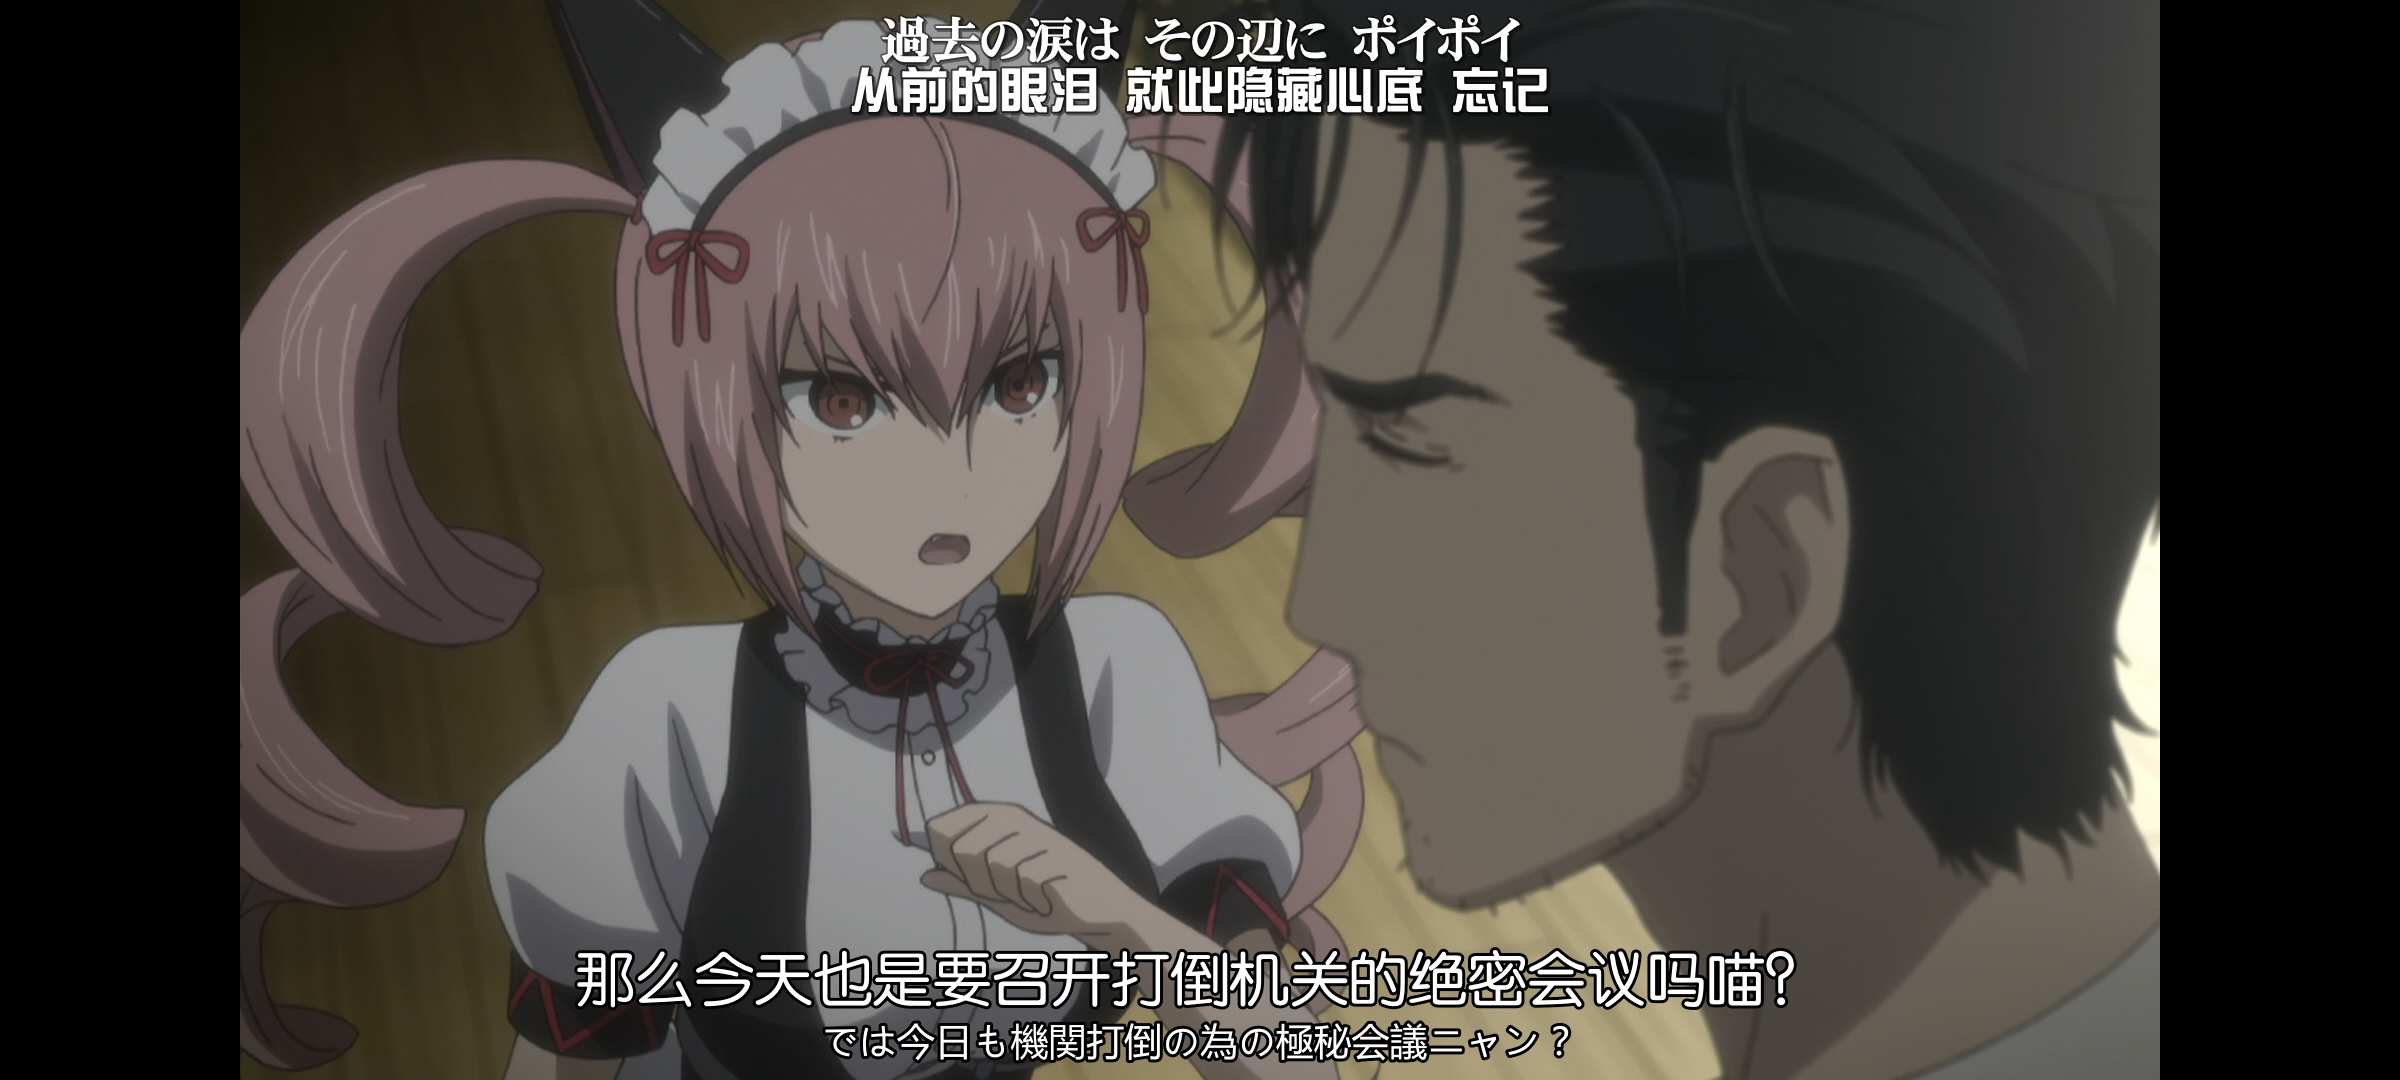 過去の涙は その辺に ポイポイ
从前的眼泪 就此隐藏心底 忘记
那么今天也是要召开打倒机关的绝密会议吗喵?
では今日も機関打倒の為の極秘会議ニャン？